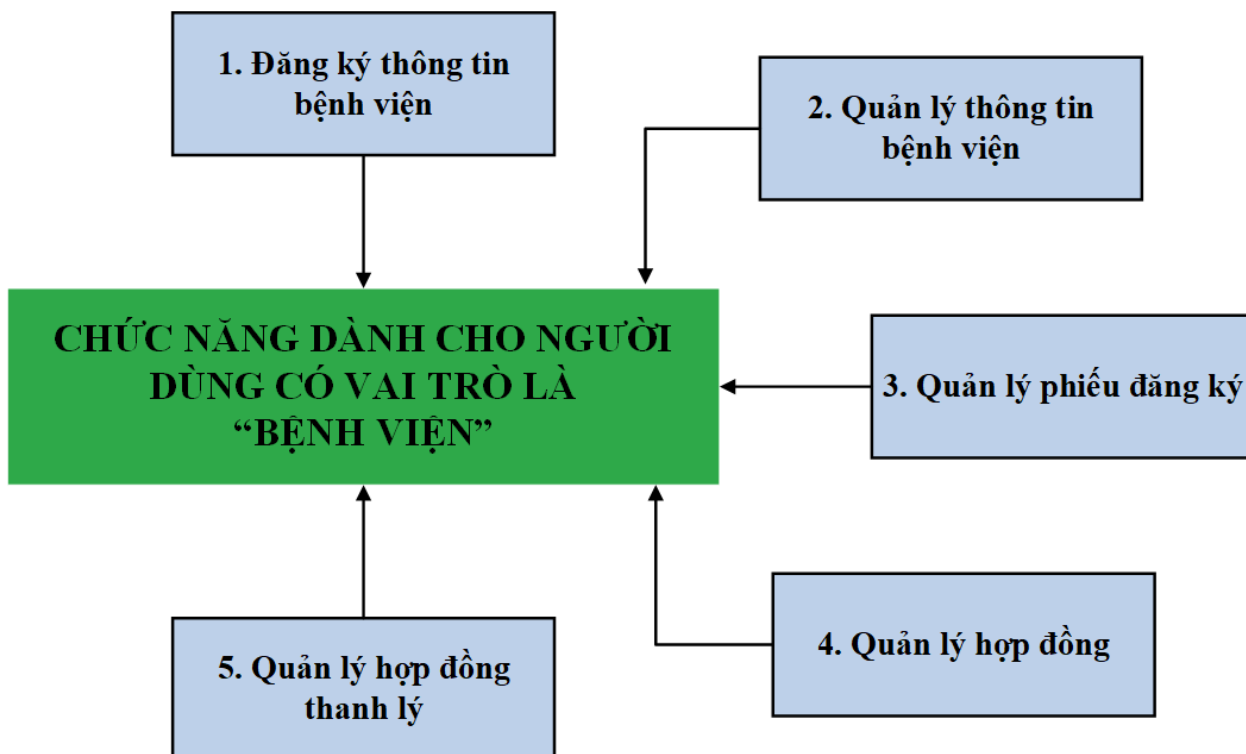 1. Đăng ký thông tin
bệnh viện
2. Quản lý thông tin
bệnh viện
CHỨC NĂNG DÀNH CHO NGƯỜI
DÙNG CÓ VAI TRÒ LÀ
“BỆNH VIỆN”
3. Quản lý phiếu đăng ký
4. Quản lý hợp đồng
5. Quản lý hợp đồng
thanh lý